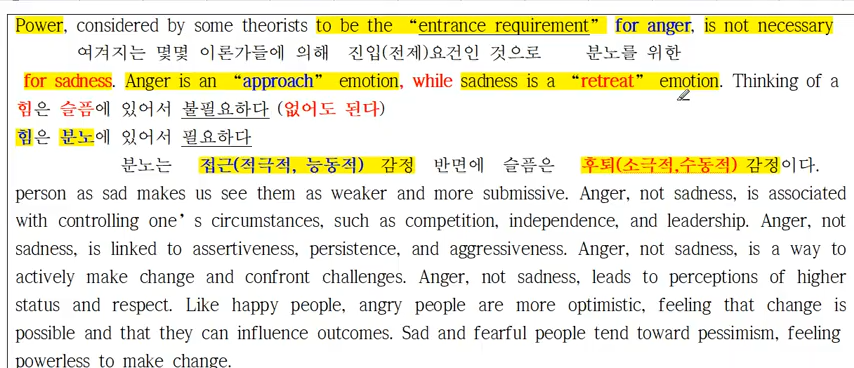 Power, considered by some theorists to be the “entrance requirement” for anger, is not necessary
여겨지는 몇몇 이론가들에 의해 진입(전제)요건인 것으로 분노를 위한
for sadness. Anger is an “approach” emotion, while sadness is a “retreat” emotion. Thinking of a
힘은 슬픔에 있어서 불필요하다 (없어도 된다)
힘은 분노에 있어서 필요하다
분노는 접근(적극적, 능동적) 감정 반면에 슬픔은 후퇴(소극적,수동적) 감정이다.
person as sad makes us see them as weaker and more submissive. Anger, not sadness, is associated
with controlling one’s circumstances, such as competition, independence, and leadership. Anger, not
sadness, is linked to assertiveness, persistence, and aggressiveness. Anger, not sadness, is a way to
actively make change and confront challenges. Anger, not sadness, leads to perceptions of higher
status and respect. Like happy people, angry people are more optimistic, feeling that change is
possible and that they can influence outcomes. Sad and fearful people tend toward pessimism, feeling
powerless to make change.